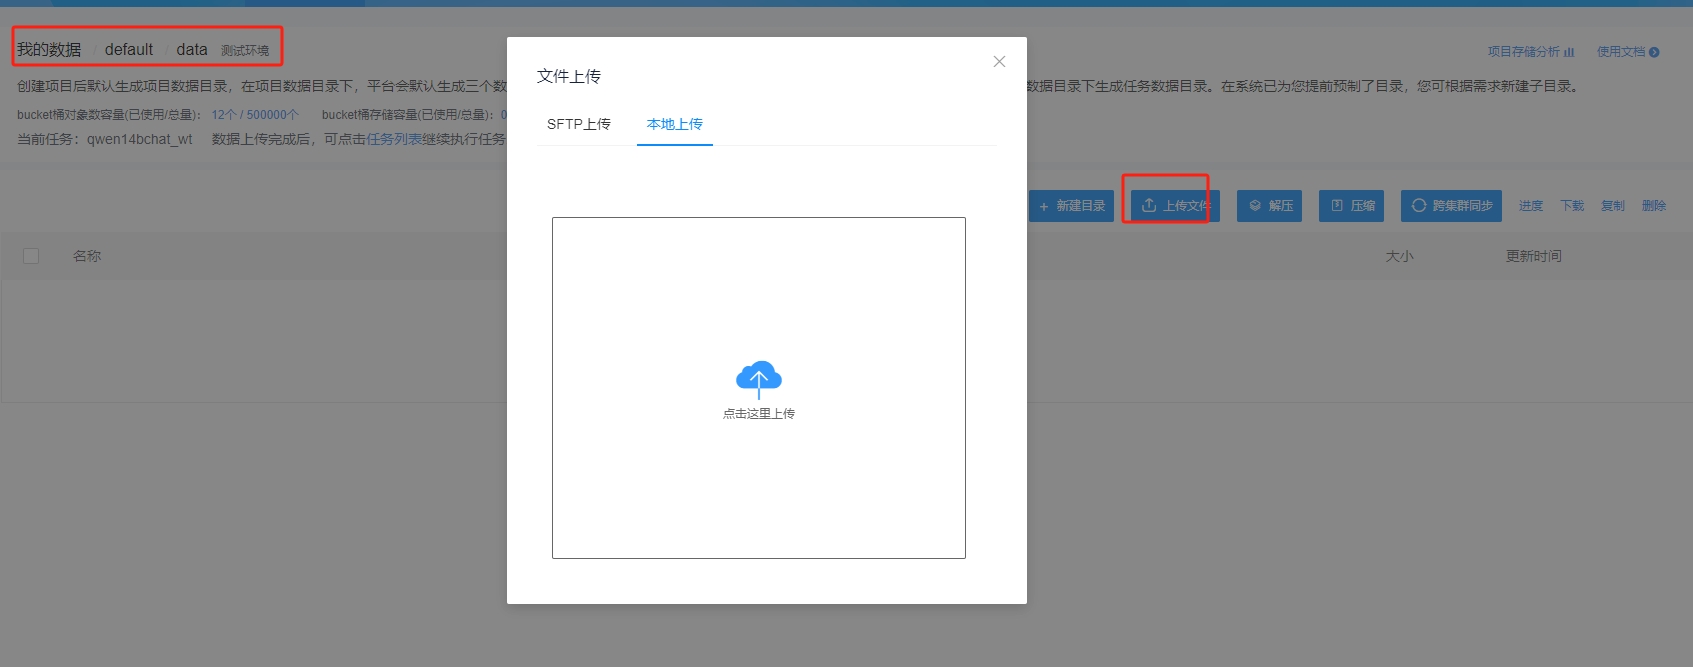 我的数据 / default / data 测试环境
项目存储分析
使用文档
创建项目后默认生成项目数据目录，在项目数据目录下，平台会默认生成三个数
数据目录下生成任务数据目录。在系统已为您提前预制了目录，您可根据需求新建子目录。
bucket桶对象数容量(已使用/总量)： 12个 / 500000个 bucket桶存储容量(已使用/总量)： 0
当前任务：qwen14bchat_wt 数据上传完成后，可点击任务列表继续执行任务
文件上传
SFTP上传 本地上传
点击这里上传
+ 新建目录 上传文件 解压 压缩 跨集群同步 进度 下载 复制 删除
名称 大小 更新时间